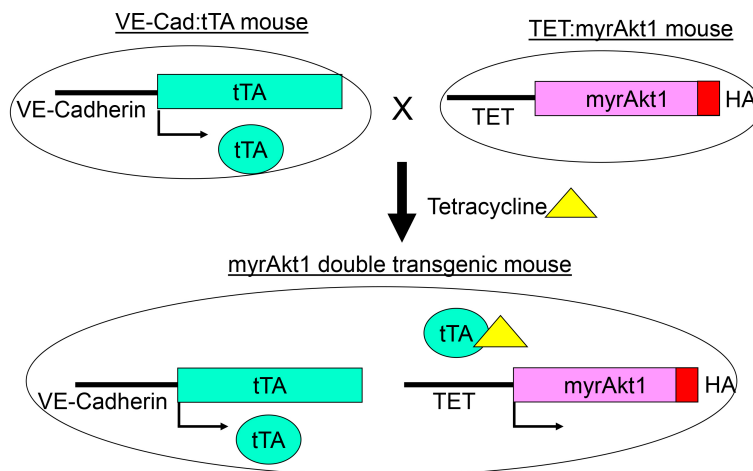 VE-Cad:tTA mouse
TET:myrAkt1 mouse
tTA
VE-Cadherin
tTA
X
myrAkt1
HA
TET
Tetracycline
myrAkt1 double transgenic mouse
tTA
tTA
VE-Cadherin
tTA
myrAkt1
HA
TET